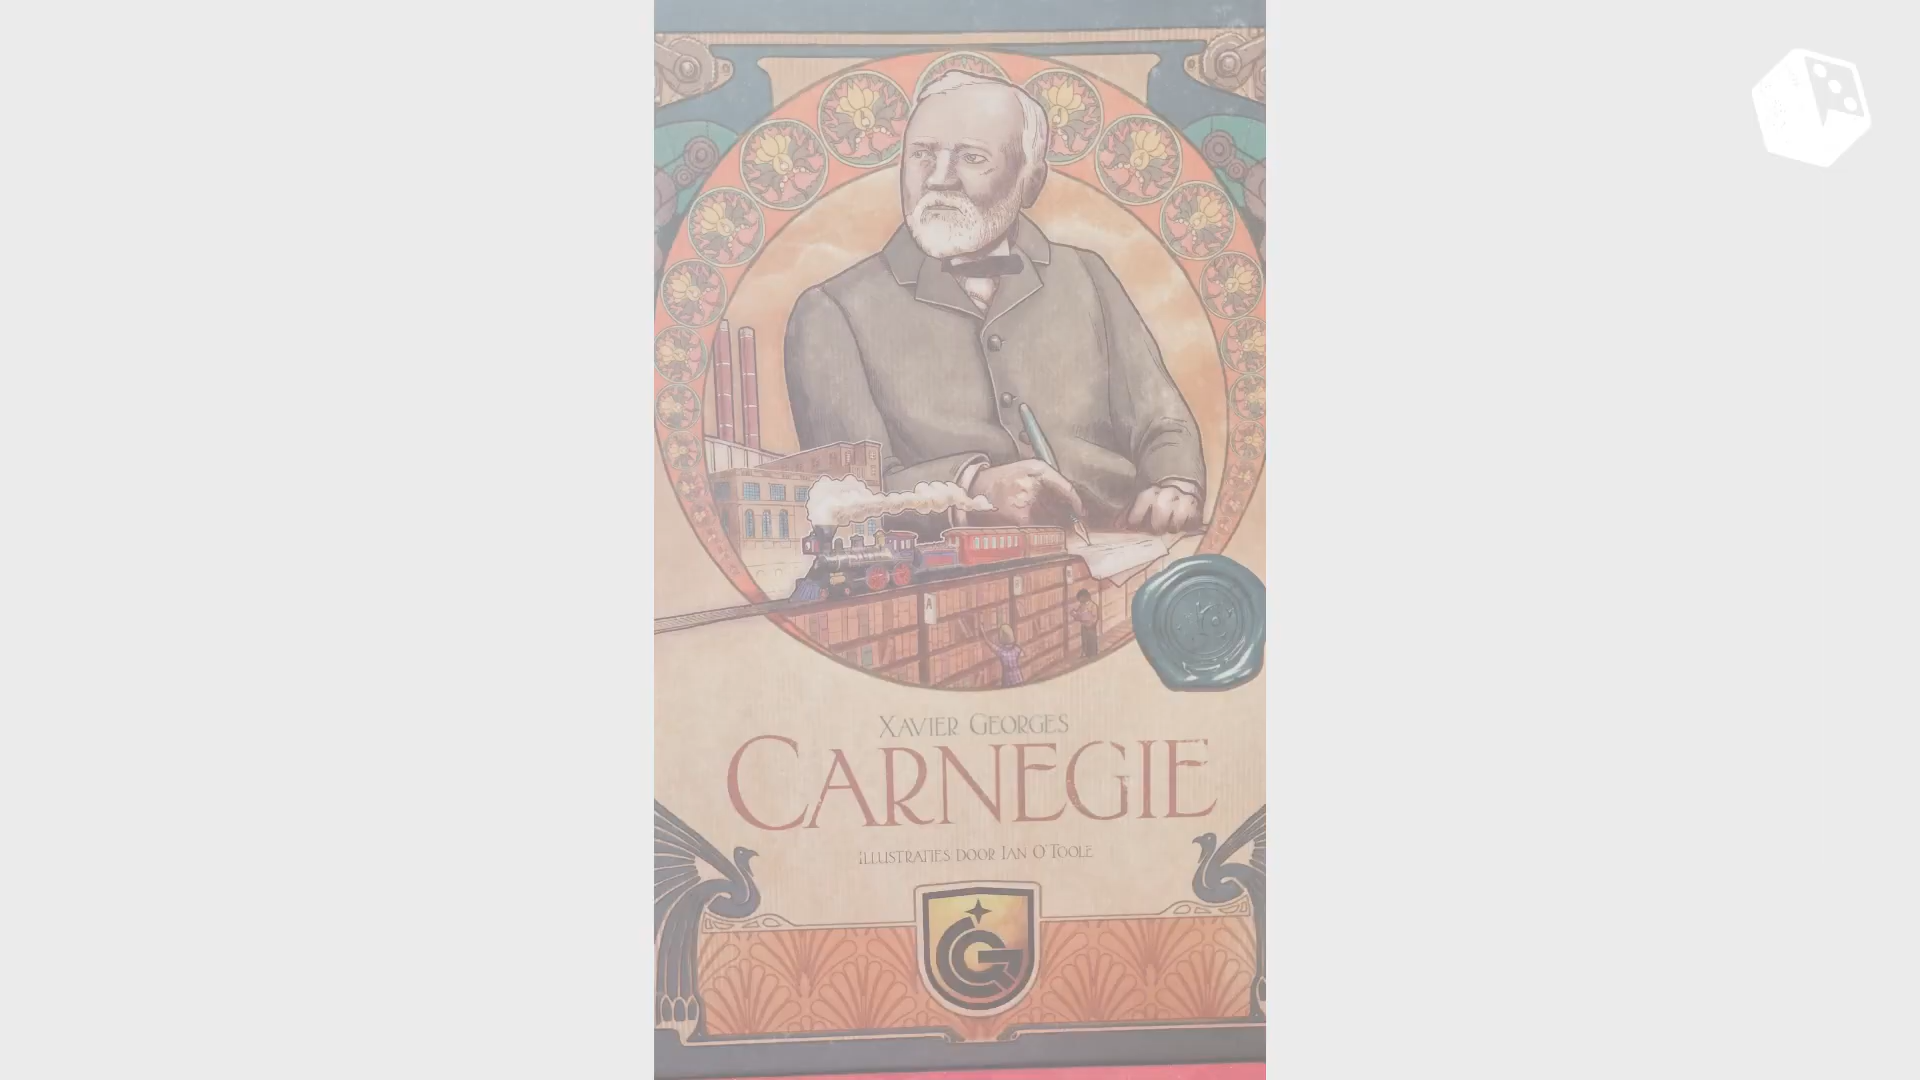 XAVIER GEORGES
CARNEGIE
ILLUSTRATIES DOOR IAN O'TOOLE
A